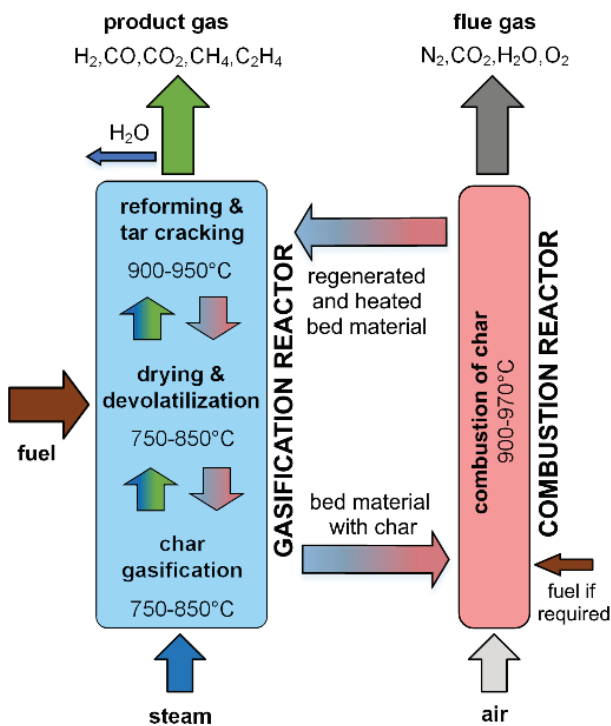 product gas
H₂,CO,CO₂,CH₄,C₂H₄
H₂O
reforming &
tar cracking
900-950°C
drying &
devolatilization
750-850°C
char
gasification
750-850°C
fuel
steam
GASIFICATION REACTOR
regenerated
and heated
bed material
bed material
with char
flue gas
N₂,CO₂,H₂O,O₂
combustion of char
900-970°C
COMBUSTION REACTOR
fuel if
required
air